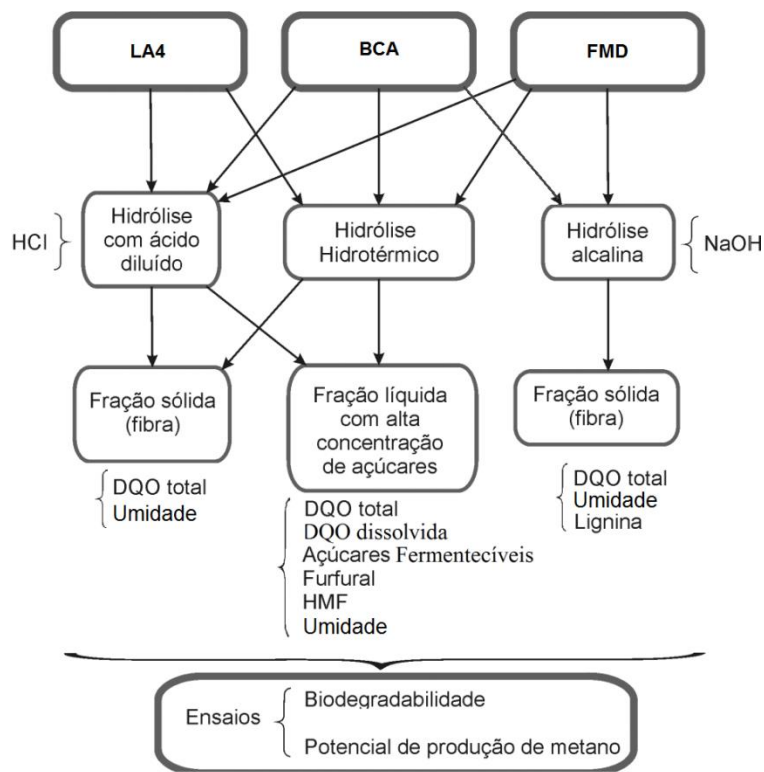 LA4
BCA
FMD
HCl
Hidrólise
com ácido
diluído
Hidrólise
Hidrotérmico
Hidrólise
alcalina
NaOH
Fração sólida
(fibra)
Fração líquida
com alta
concentração
de açúcares
Fração sólida
(fibra)
DQO total
Umidade
DQO total
DQO dissolvida
Açúcares Fermentecíveis
Furfural
HMF
Umidade
DQO total
Umidade
Lignina
Ensaios
Biodegradabilidade
Potencial de produção de metano